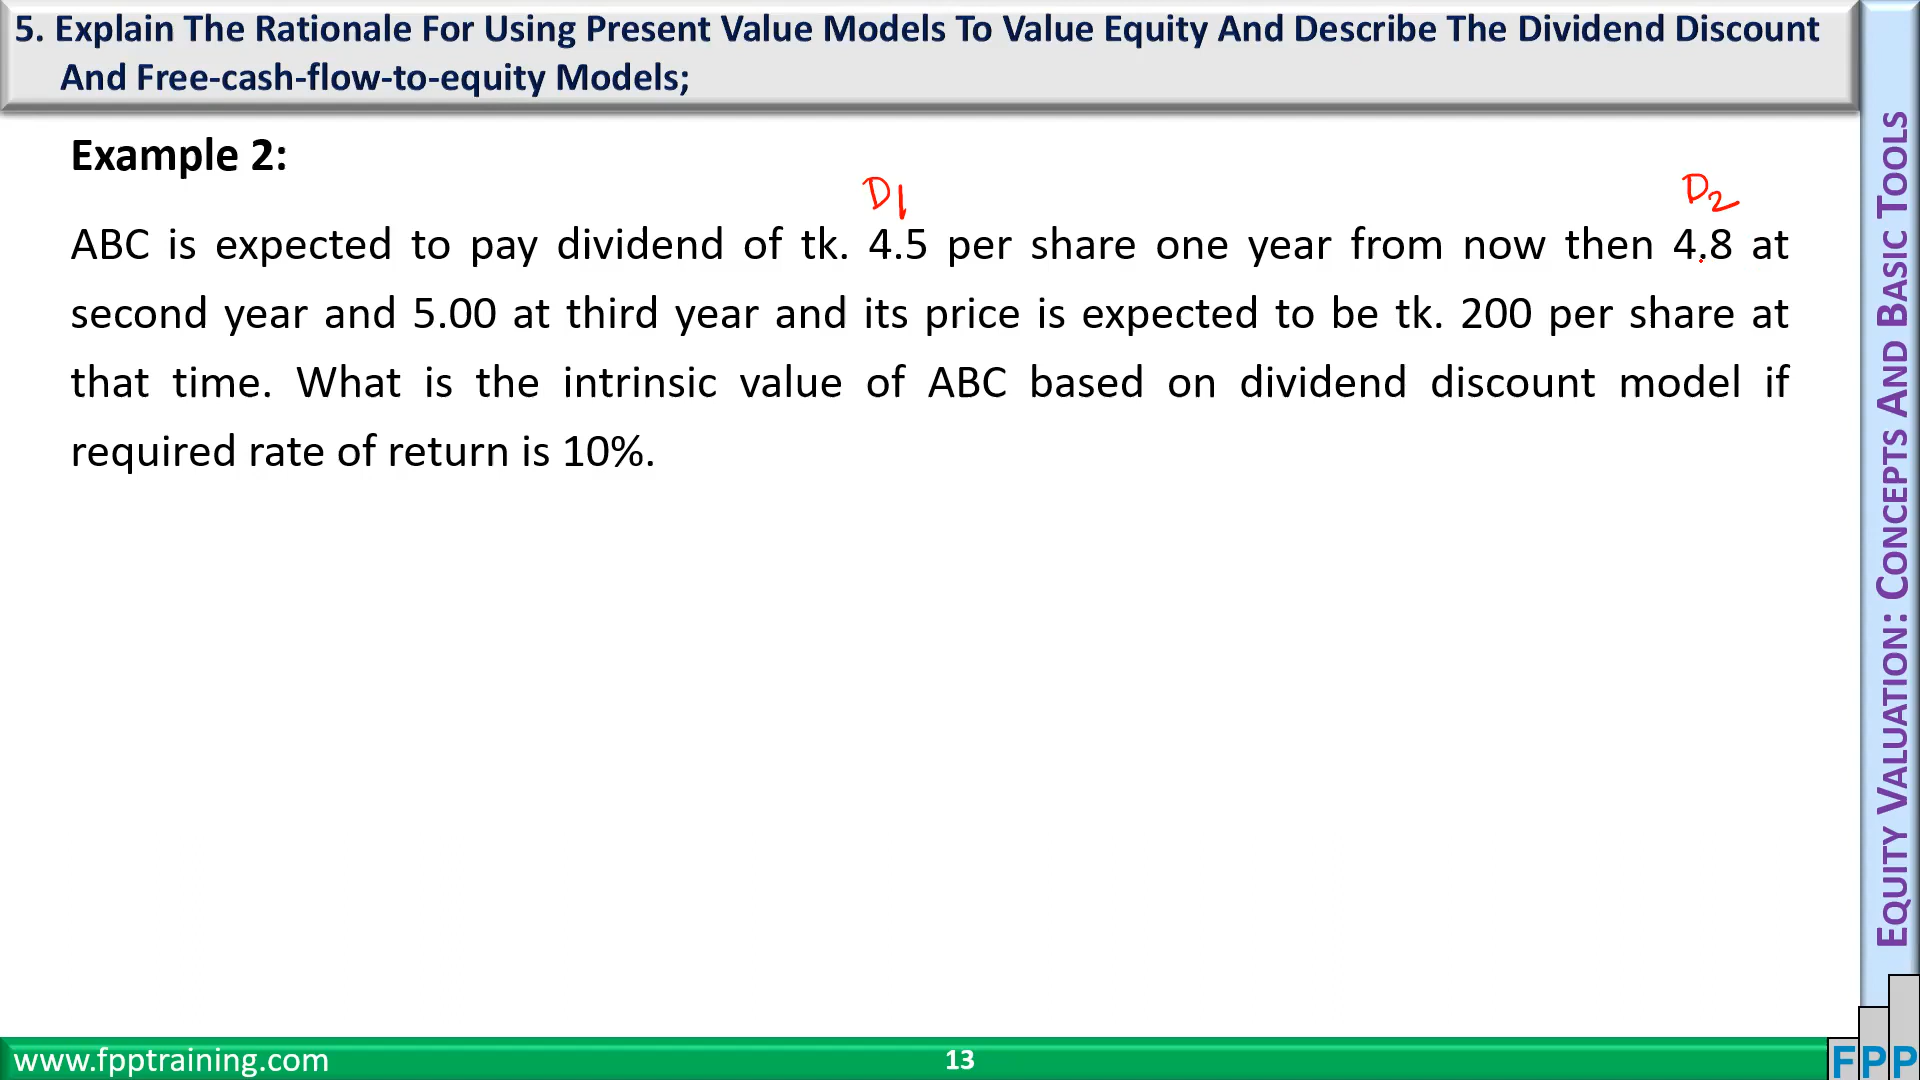 5. Explain The Rationale For Using Present Value Models To Value Equity And Describe The Dividend Discount
And Free-cash-flow-to-equity Models;
Example 2:
D1
D2
ABC is expected to pay dividend of tk. 4.5 per share one year from now then 4.8 at
second year and 5.00 at third year and its price is expected to be tk. 200 per share at
that time. What is the intrinsic value of ABC based on dividend discount model if
required rate of return is 10%.
EQUITY VALUATION: CONCEPTS AND BASIC TOOLS
www.fpptraining.com
13
FPP